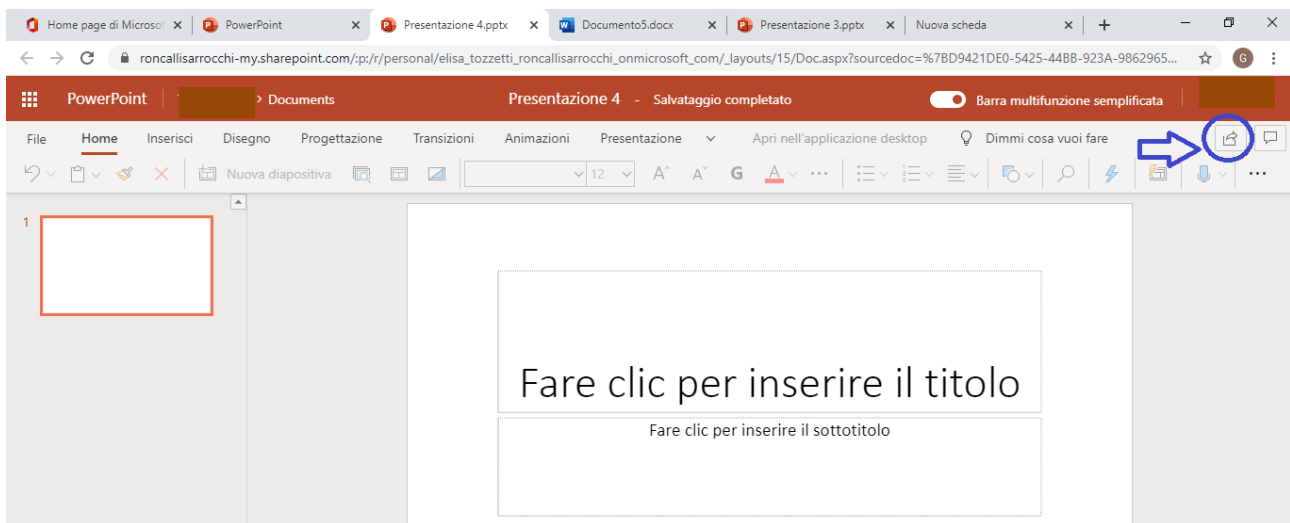 Home page di Microsof PowerPoint Presentazione 4.pptx Documento5.docx Presentazione 3.pptx Nuova scheda
roncallisarrocchi-my.sharepoint.com/:p:/r/personal/elisa_tozzetti_roncallisarrocchi_onmicrosoft_com/_layouts/15/Doc.aspx?sourcedoc=%7BD9421DE0-5425-44BB-923A-9862965... G
PowerPoint > Documents Presentazione 4 - Salvataggio completato Barra multifunzione semplificata
File Home Inserisci Disegno Progettazione Transizioni Animazioni Presentazione Apri nell'applicazione desktop Dimmi cosa vuoi fare
Nuova diapositiva 12 A^ A˅ G A ...
1
Fare clic per inserire il titolo
Fare clic per inserire il sottotitolo